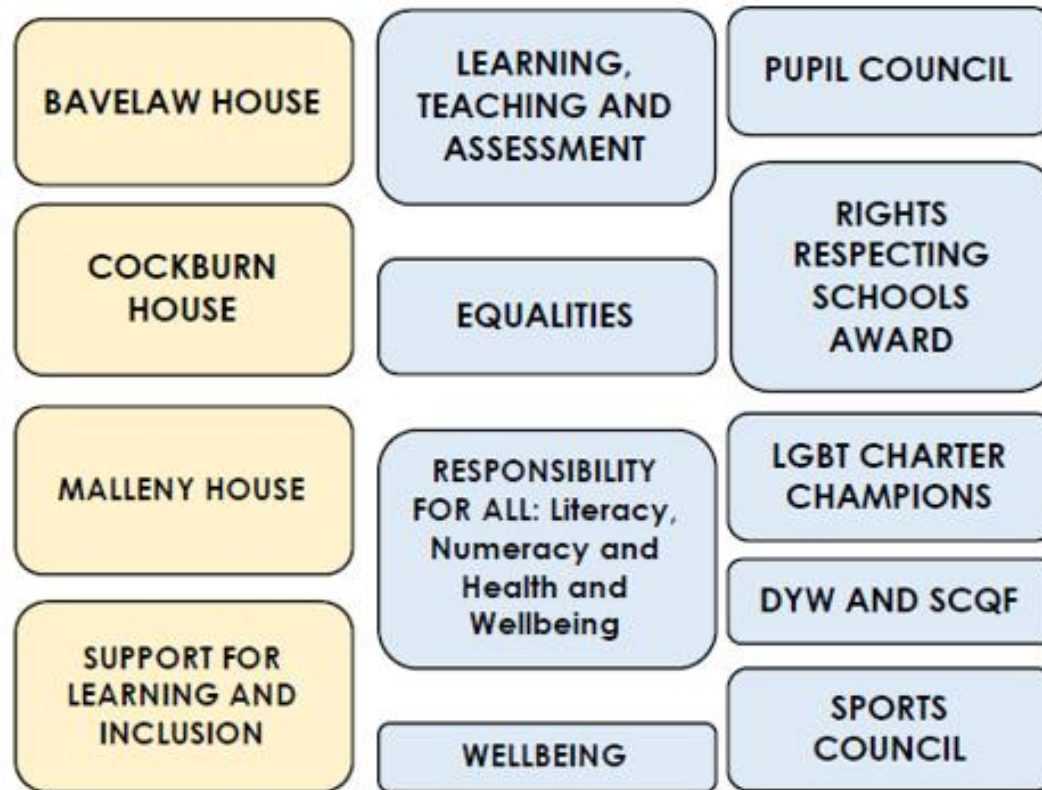 BAVELAW HOUSE
COCKBURN
HOUSE
MALLENY HOUSE
SUPPORT FOR
LEARNING AND
INCLUSION
LEARNING,
TEACHING AND
ASSESSMENT
EQUALITIES
RESPONSIBILITY
FOR ALL: Literacy,
Numeracy and
Health and
Wellbeing
WELLBEING
PUPIL COUNCIL
RIGHTS
RESPECTING
SCHOOLS
AWARD
LGBT CHARTER
CHAMPIONS
DYW AND SCQF
SPORTS
COUNCIL